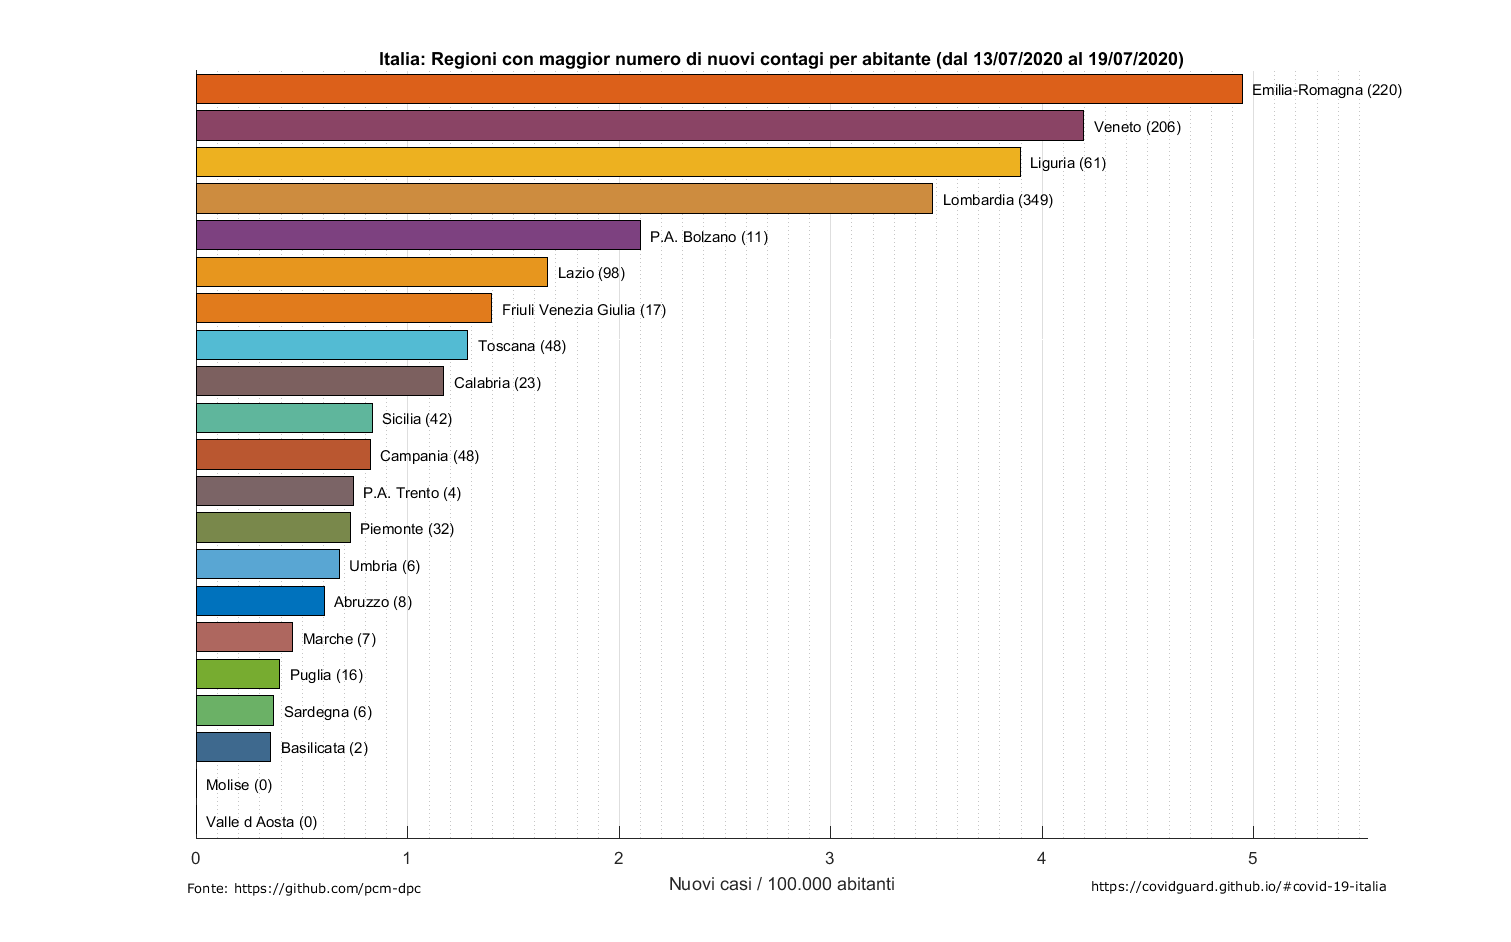 Italia: Regioni con maggior numero di nuovi contagi per abitante (dal 13/07/2020 al 19/07/2020)
Emilia-Romagna (220)
Veneto (206)
Liguria (61)
Lombardia (349)
P.A. Bolzano (11)
Lazio (98)
Friuli Venezia Giulia (17)
Toscana (48)
Calabria (23)
Sicilia (42)
Campania (48)
P.A. Trento (4)
Piemonte (32)
Umbria (6)
Abruzzo (8)
Marche (7)
Puglia (16)
Sardegna (6)
Basilicata (2)
Molise (0)
Valle d Aosta (0)
0 1 2 3 4 5
Nuovi casi / 100.000 abitanti
Fonte: https://github.com/pcm-dpc
https://covidguard.github.io/#covid-19-italia